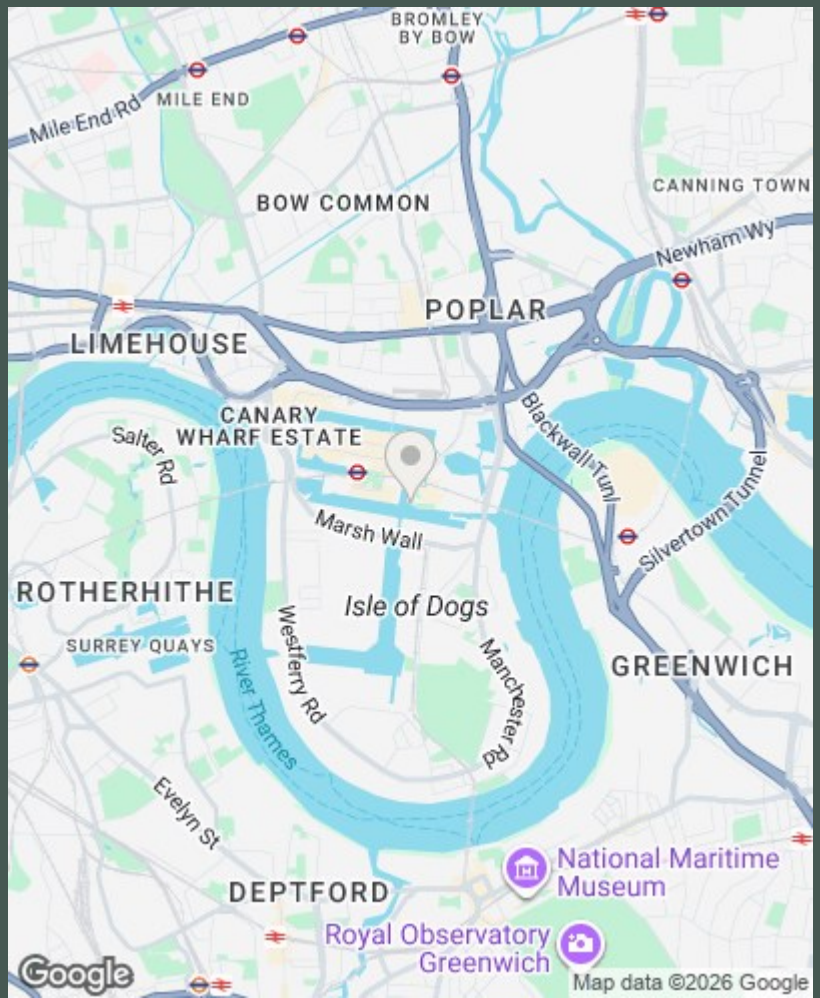 BROMLEY
BY BOW
MILE END
Mile End Rd
BOW COMMON
CANNING TOWN
Newham Wy
POPLAR
LIMEHOUSE
CANARY
WHARF ESTATE
Salter Rd
Blackwall Tunl
Silvertown Tunnel
Marsh Wall
ROTHERHITHE
Isle of Dogs
SURREY QUAYS
Westferry Rd
River Thames
Manchester Rd
GREENWICH
Evelyn St
National Maritime
Museum
DEPTFORD
Royal Observatory
Greenwich
Google
Map data ©2026 Google